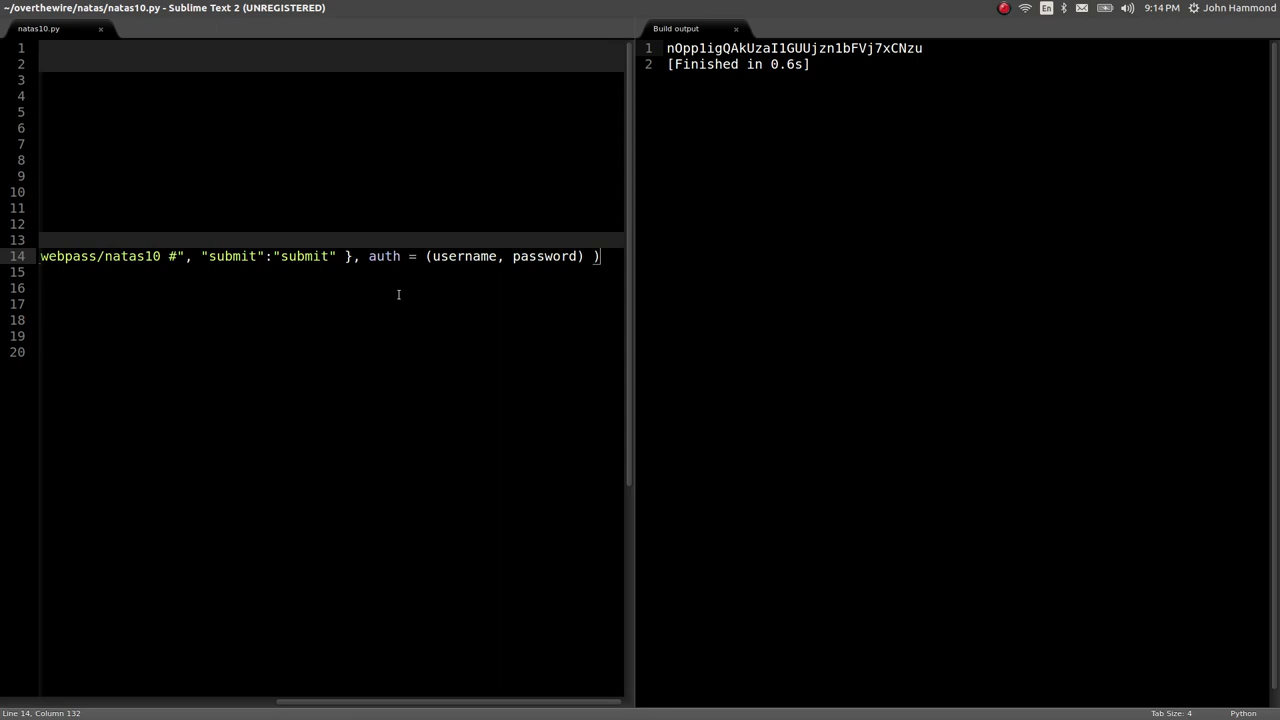 ~/overthewire/natas/natas10.py - Sublime Text 2 (UNREGISTERED)
En
9:14 PM
John Hammond
natas10.py
×
Build output
×
1
2
3
4
5
6
7
8
9
10
11
12
13
14 webpass/natas10 #", "submit":"submit" }, auth = (username, password) )
15
16
17
18
19
20
1 nOpp1igQAkUzaI1GUUjzn1bFVj7xCNzu
2 [Finished in 0.6s]
Line 14, Column 132
Tab Size: 4
Python